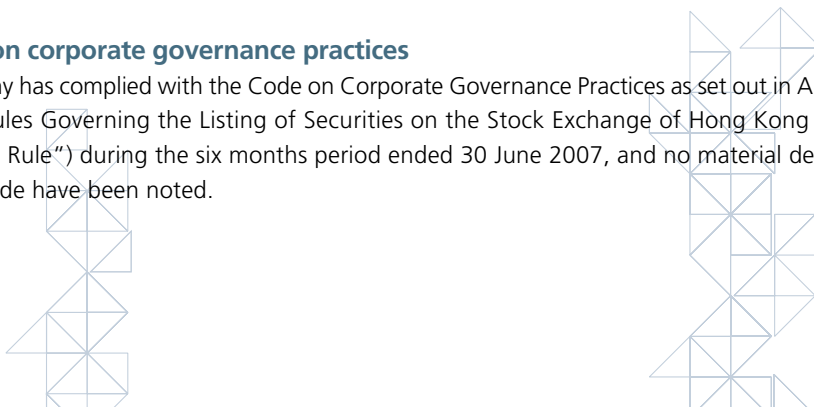 on corporate governance practices
ny has complied with the Code on Corporate Governance Practices as set out in A
ules Governing the Listing of Securities on the Stock Exchange of Hong Kong
Rule”) during the six months period ended 30 June 2007, and no material de
de have been noted.